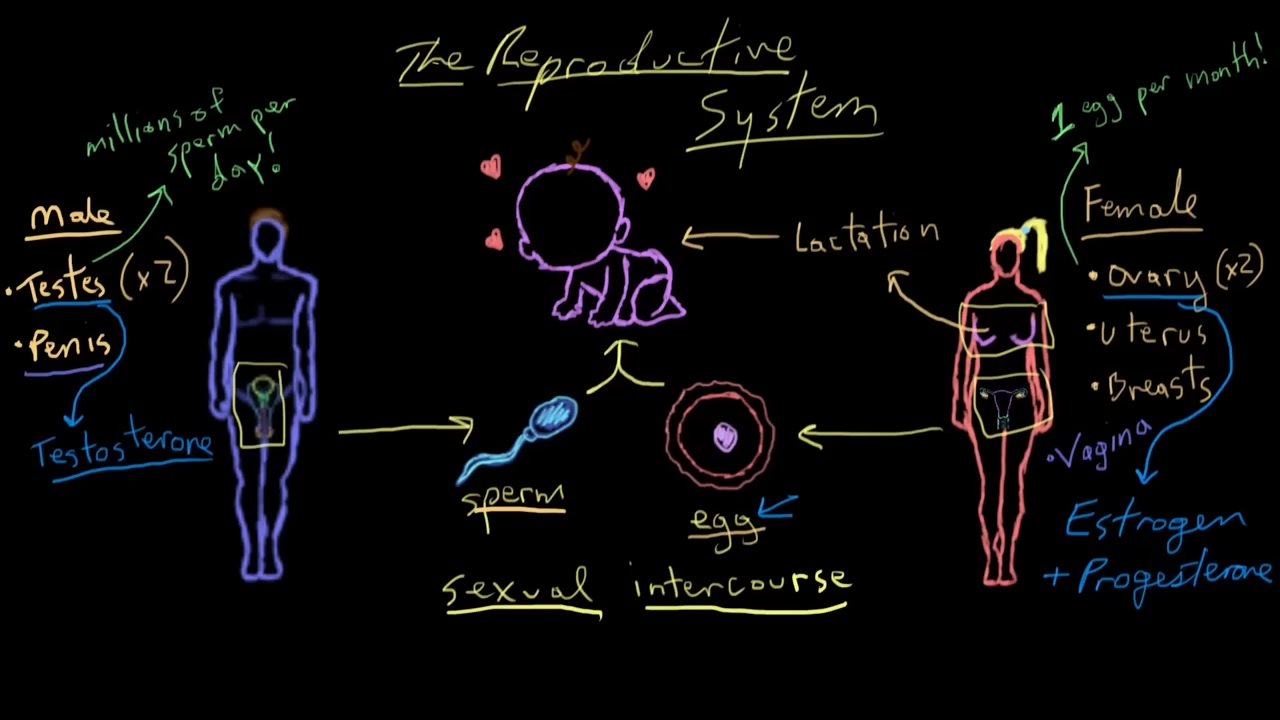 The Reproductive
System
millions of
sperm per
day!
Male
• Testes (x2)
• Penis
Testosterone
Lactation
1 egg per month!
Female
• Ovary (x2)
• Uterus
• Breasts
• Vagina
Estrogen
+ Progesterone
sperm
egg
sexual intercourse